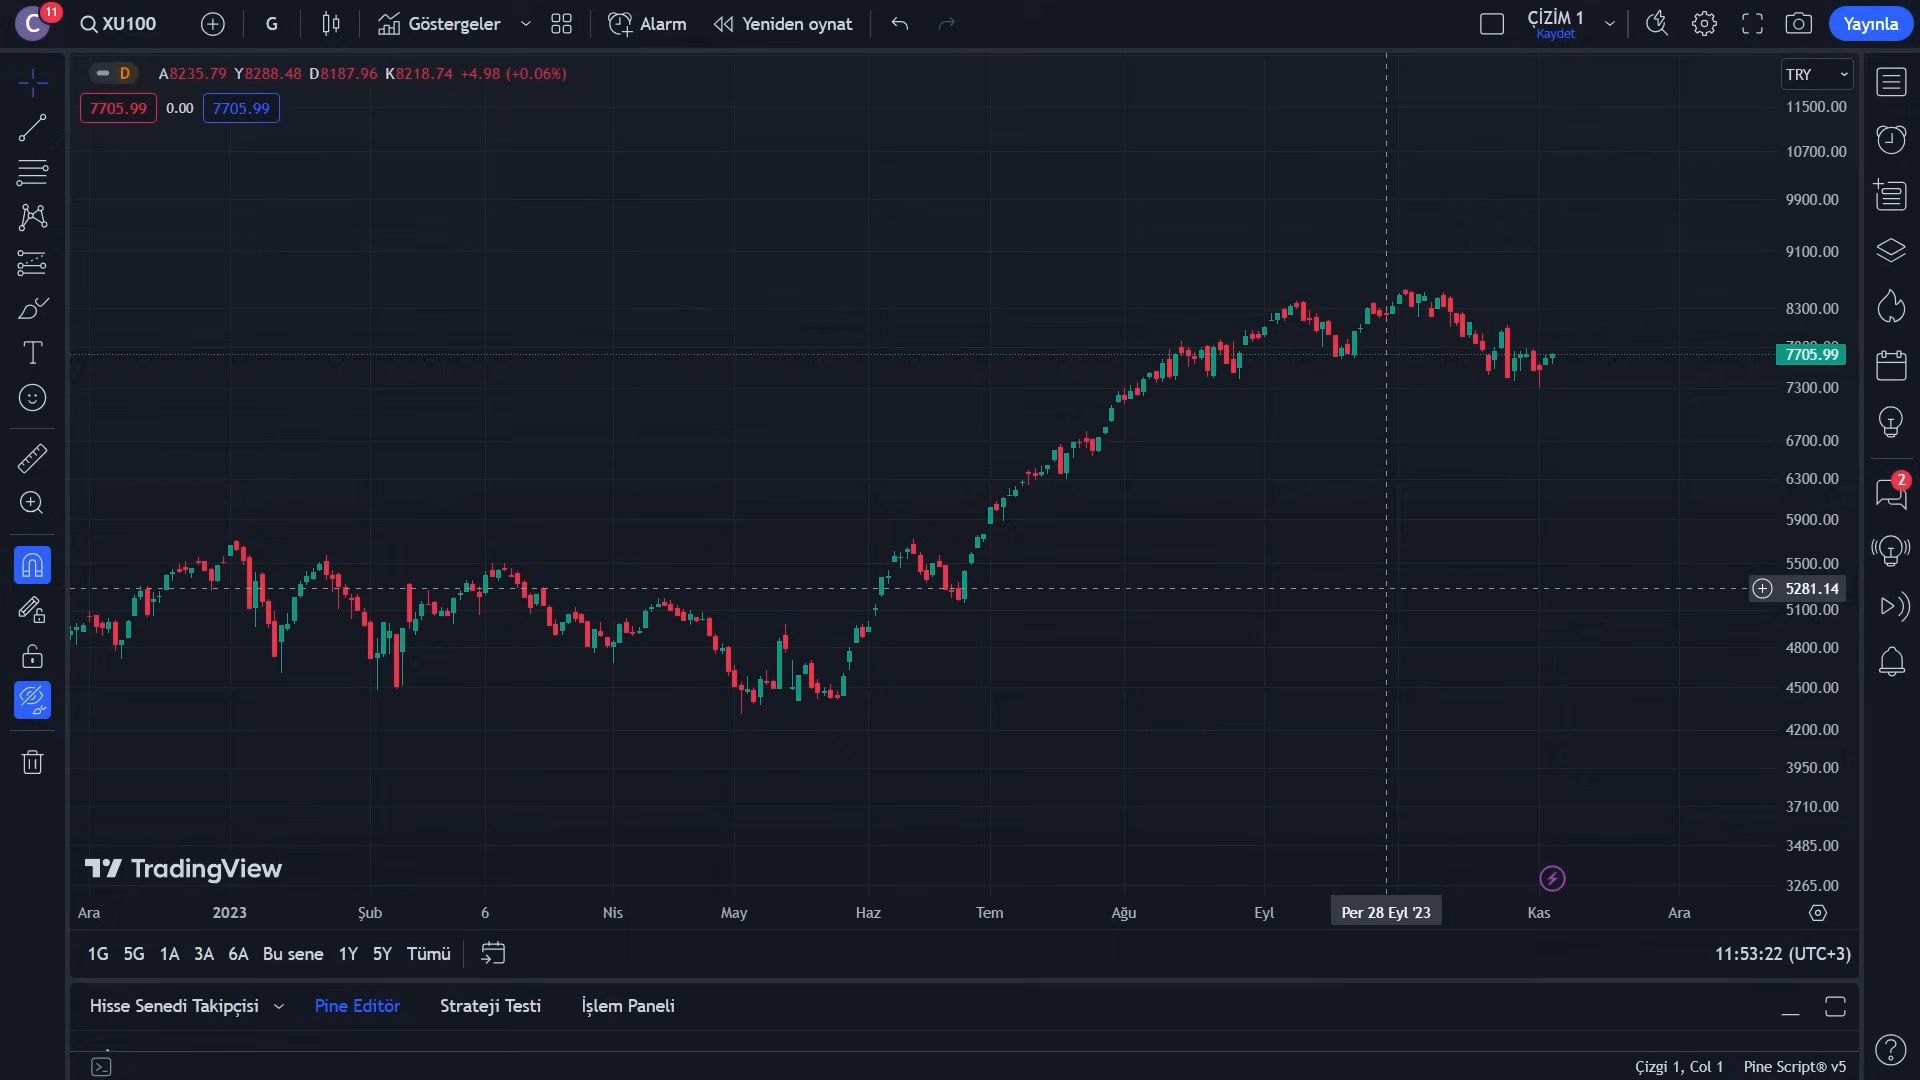 C 11 XU100 G Göstergeler Alarm Yeniden oynat ÇİZİM 1 Kaydet Yayınla
D A8235.79 Y8288.48 D8187.96 K8218.74 +4.98 (+0.06%)
7705.99 0.00 7705.99
TRY
11500.00
10700.00
9900.00
9100.00
8300.00
7705.99
7300.00
6700.00
6300.00
5900.00
5500.00
5281.14
5100.00
4800.00
4500.00
4200.00
3950.00
3710.00
3485.00
3265.00
2
TradingView
Ara 2023 Şub 6 Nis May Haz Tem Ağu Eyl Per 28 Eyl '23 Kas Ara
1G 5G 1A 3A 6A Bu sene 1Y 5Y Tümü 11:53:22 (UTC+3)
Hisse Senedi Takipçisi Pine Editör Strateji Testi İşlem Paneli
Çizgi 1, Col 1 Pine Script® v5